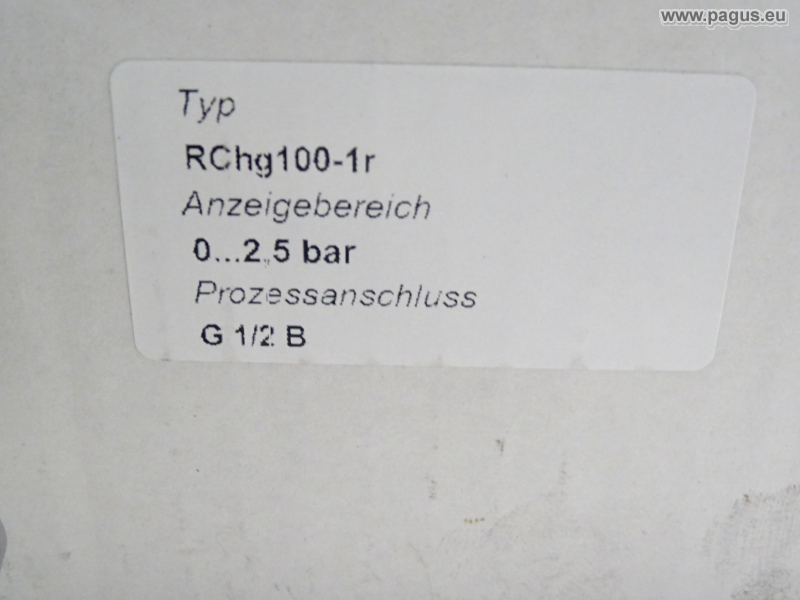 www.pagus.eu
Typ
RChg100-1r
Anzeigebereich
0...2,5 bar
Prozessanschluss
G 1/2 B